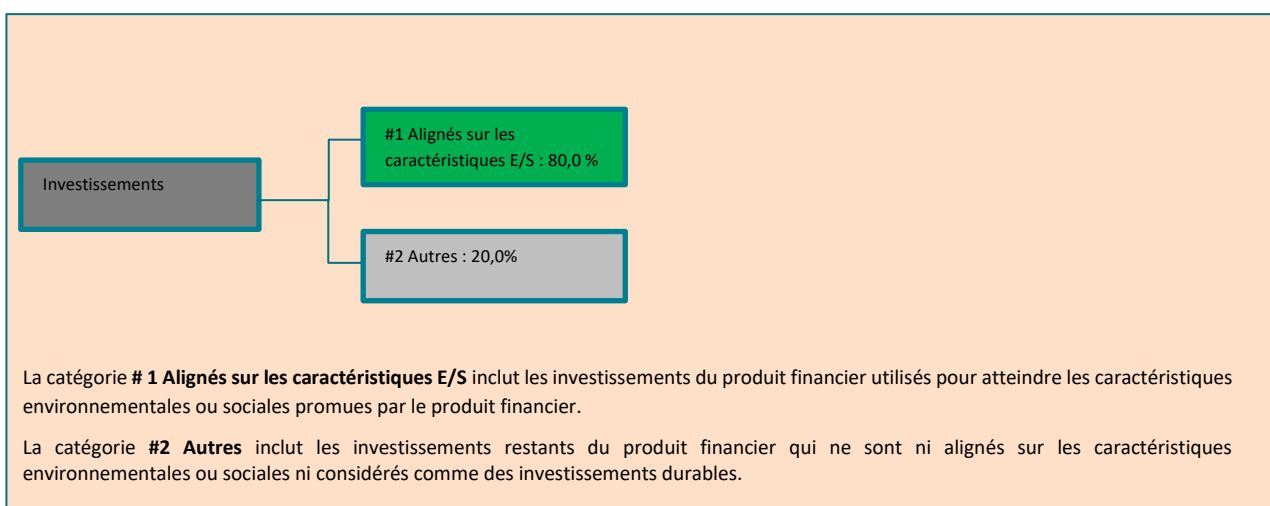 #1 Alignés sur les
caractéristiques E/S : 80,0 %
Investissements
#2 Autres : 20,0%
La catégorie # 1 Alignés sur les caractéristiques E/S inclut les investissements du produit financier utilisés pour atteindre les caractéristiques
environnementales ou sociales promues par le produit financier.
La catégorie #2 Autres inclut les investissements restants du produit financier qui ne sont ni alignés sur les caractéristiques
environnementales ou sociales ni considérés comme des investissements durables.